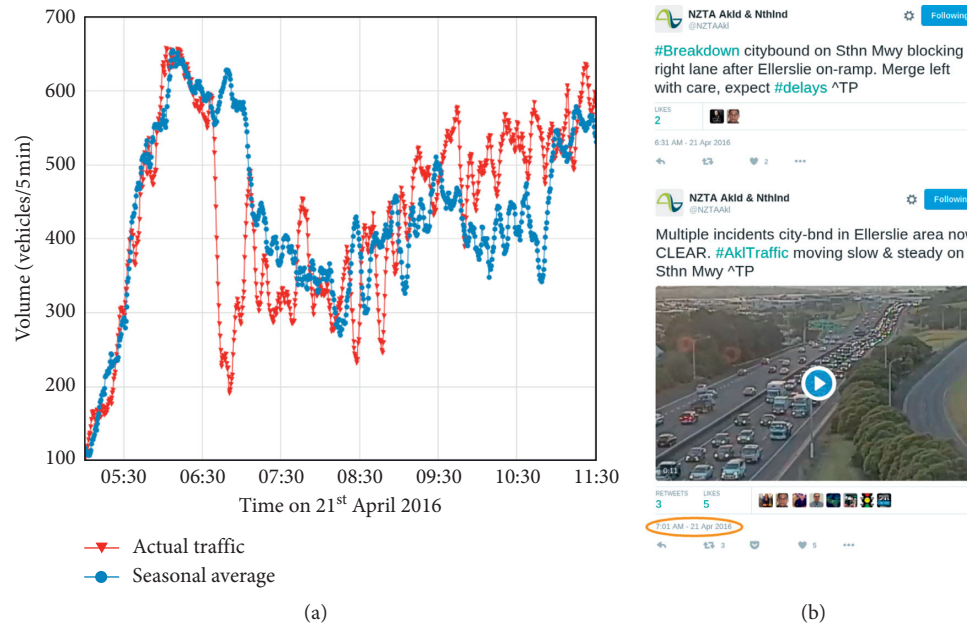 700
600
500
400
300
200
100
Volume (vehicles/5 min)
05:30
06:30
07:30
08:30
09:30
10:30
11:30
Time on 21st April 2016
Actual traffic
Seasonal average
(a)
NZTA Akld & NthInd
@NZTAAkl
Following
#Breakdown citybound on Sthn Mwy blocking
right lane after Ellerslie on-ramp. Merge left
with care, expect #delays ^TP
LIKES
2
6:31 AM - 21 Apr 2016
2
NZTA Akld & NthInd
@NZTAAkl
Following
Multiple incidents city-bnd in Ellerslie area now
CLEAR. #AklTraffic moving slow & steady on
Sthn Mwy ^TP
0:11
RETWEETS LIKES
3 5
7:01 AM - 21 Apr 2016
3 5
(b)